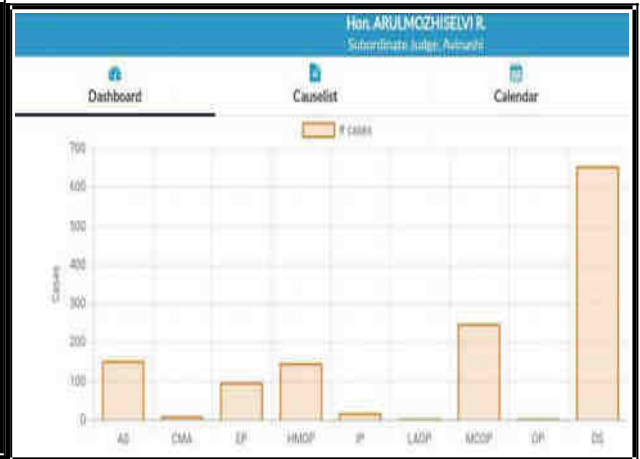 Hon. ARULMOZHISELVI R.
Subordinate Judge, Avinashi
Dashboard
Causelist
Calendar
# cases
700
600
500
400
300
200
100
0
Cases
AS
CMA
EP
HMOP
IP
LAOP
MCOP
OP
OS